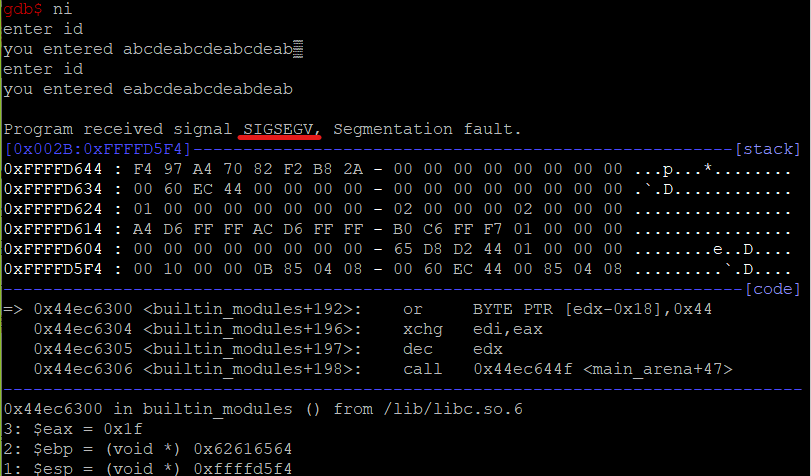 gdb$ ni
enter id
you entered abcdeabcdeabcdeab▒
enter id
you entered eabcdeabcdeabdeab
Program received signal SIGSEGV, Segmentation fault.
[0x002B:0xFFFFD5F4]------------------------------------------------------[stack]
0xFFFFD644 : F4 97 A4 70 82 F2 B8 2A - 00 00 00 00 00 00 00 00 ...p...*........
0xFFFFD634 : 00 60 EC 44 00 00 00 00 - 00 00 00 00 00 00 00 00 .`.D............
0xFFFFD624 : 01 00 00 00 00 00 00 00 - 02 00 00 00 02 00 00 00 ................
0xFFFFD614 : A4 D6 FF FF AC D6 FF FF - B0 C6 FF F7 01 00 00 00 ................
0xFFFFD604 : 00 00 00 00 00 00 00 00 - 65 D8 D2 44 01 00 00 00 ........e..D....
0xFFFFD5F4 : 00 10 00 00 0B 85 04 08 - 00 60 EC 44 00 85 04 08 .........`.D....
--------------------------------------------------------------------------[code]
=> 0x44ec6300 <builtin_modules+192>: or BYTE PTR [edx-0x18],0x44
0x44ec6304 <builtin_modules+196>: xchg edi,eax
0x44ec6305 <builtin_modules+197>: dec edx
0x44ec6306 <builtin_modules+198>: call 0x44ec644f <main_arena+47>
--------------------------------------------------------------------------------
0x44ec6300 in builtin_modules () from /lib/libc.so.6
3: $eax = 0x1f
2: $ebp = (void *) 0x62616564
1: $esp = (void *) 0xffffd5f4